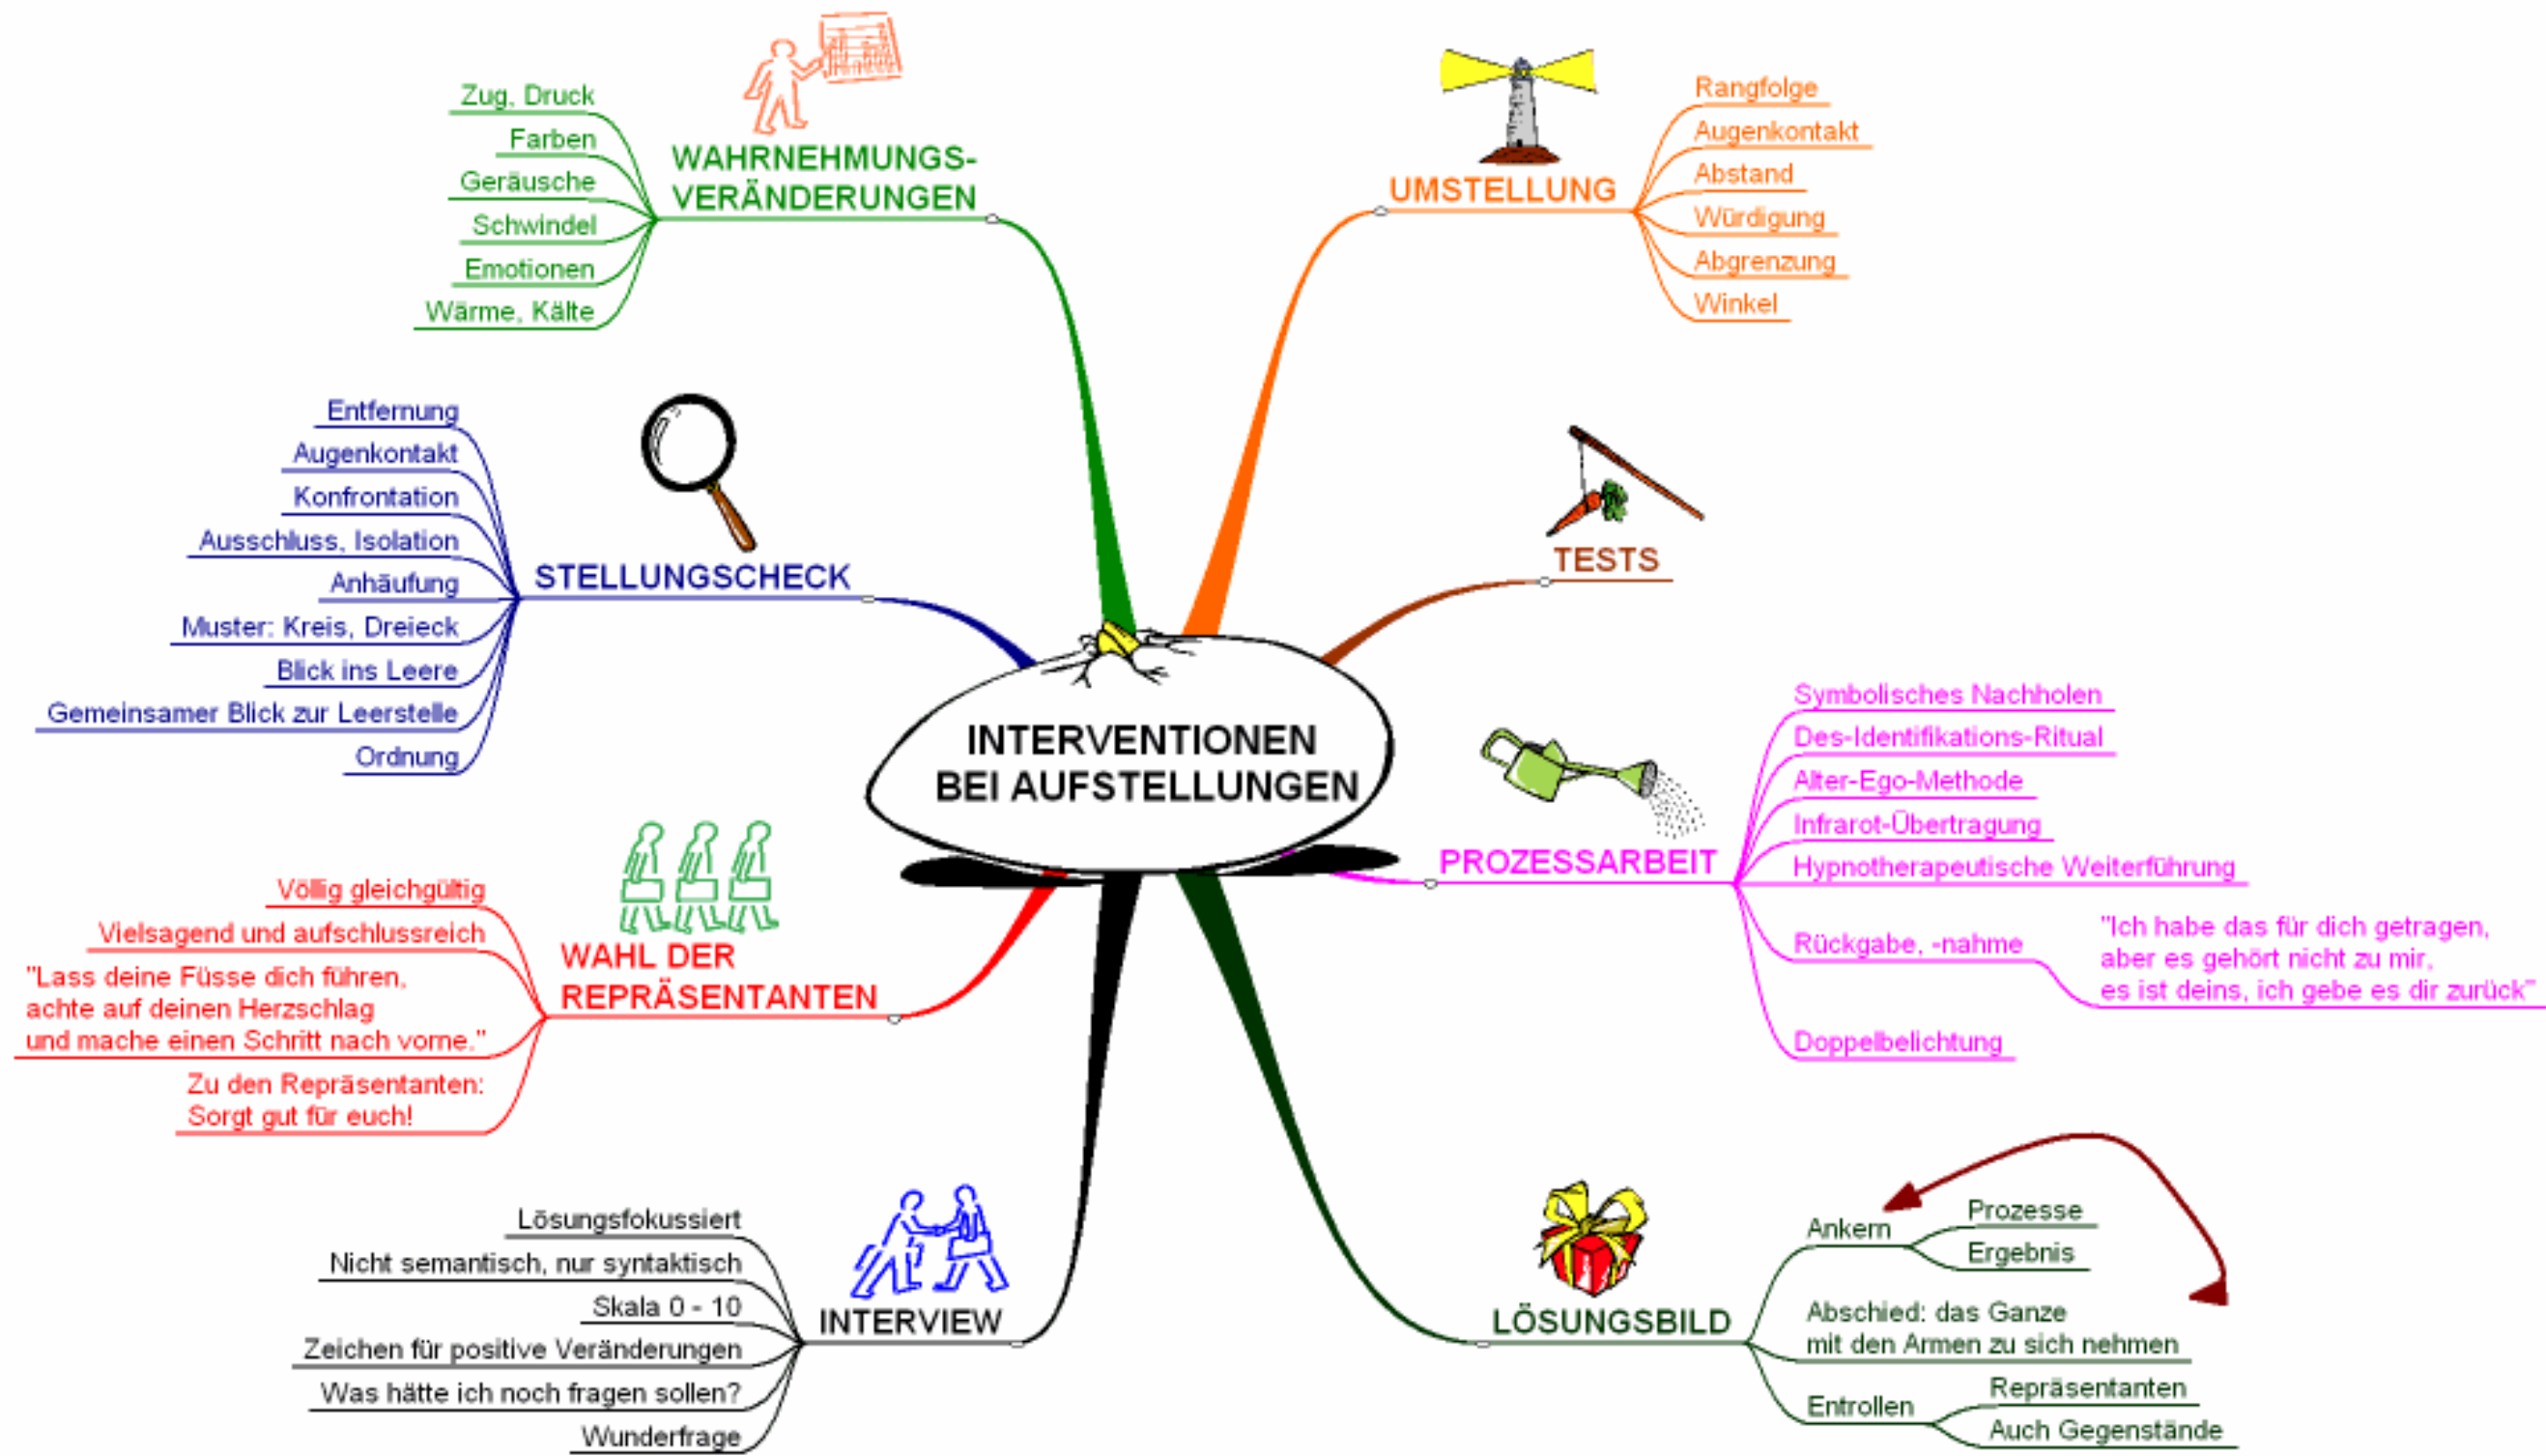 INTERVENTIONEN
BEI AUFSTELLUNGEN
WAHRNEHMUNGS-
VERÄNDERUNGEN
Zug, Druck
Farben
Geräusche
Schwindel
Emotionen
Wärme, Kälte
STELLUNGSCHECK
Entfernung
Augenkontakt
Konfrontation
Ausschluss, Isolation
Anhäufung
Muster: Kreis, Dreieck
Blick ins Leere
Gemeinsamer Blick zur Leerstelle
Ordnung
WAHL DER
REPRÄSENTANTEN
Völlig gleichgültig
Vielsagend und aufschlussreich
"Lass deine Füsse dich führen,
achte auf deinen Herzschlag
und mache einen Schritt nach vorne."
Zu den Repräsentanten:
Sorgt gut für euch!
INTERVIEW
Lösungsfokussiert
Nicht semantisch, nur syntaktisch
Skala 0 - 10
Zeichen für positive Veränderungen
Was hätte ich noch fragen sollen?
Wunderfrage
UMSTELLUNG
Rangfolge
Augenkontakt
Abstand
Würdigung
Abgrenzung
Winkel
TESTS
PROZESSARBEIT
Symbolisches Nachholen
Des-Identifikations-Ritual
Alter-Ego-Methode
Infrarot-Übertragung
Hypnotherapeutische Weiterführung
Rückgabe, -nahme
"Ich habe das für dich getragen,
aber es gehört nicht zu mir,
es ist deins, ich gebe es dir zurück"
Doppelbelichtung
LÖSUNGSBILD
Ankern
Prozesse
Ergebnis
Abschied: das Ganze
mit den Armen zu sich nehmen
Entrollen
Repräsentanten
Auch Gegenstände